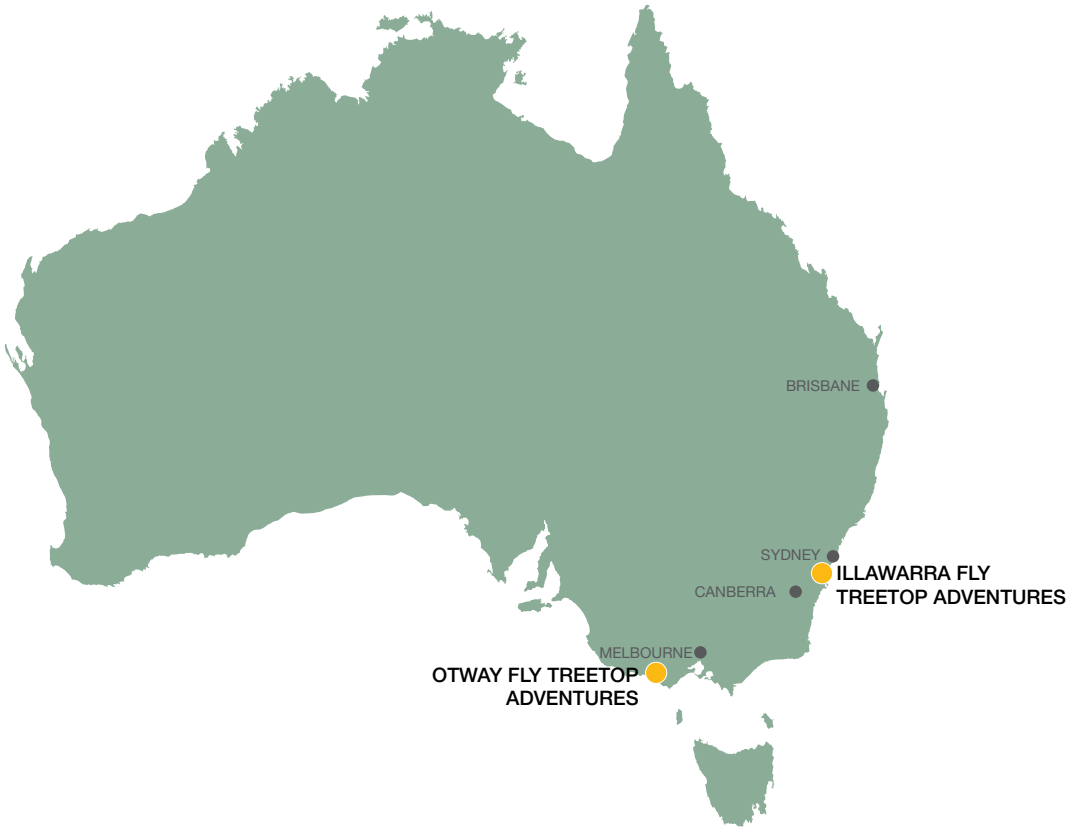 BRISBANE
SYDNEY
ILLAWARRA FLY
TREETOP ADVENTURES
CANBERRA
MELBOURNE
OTWAY FLY TREETOP
ADVENTURES